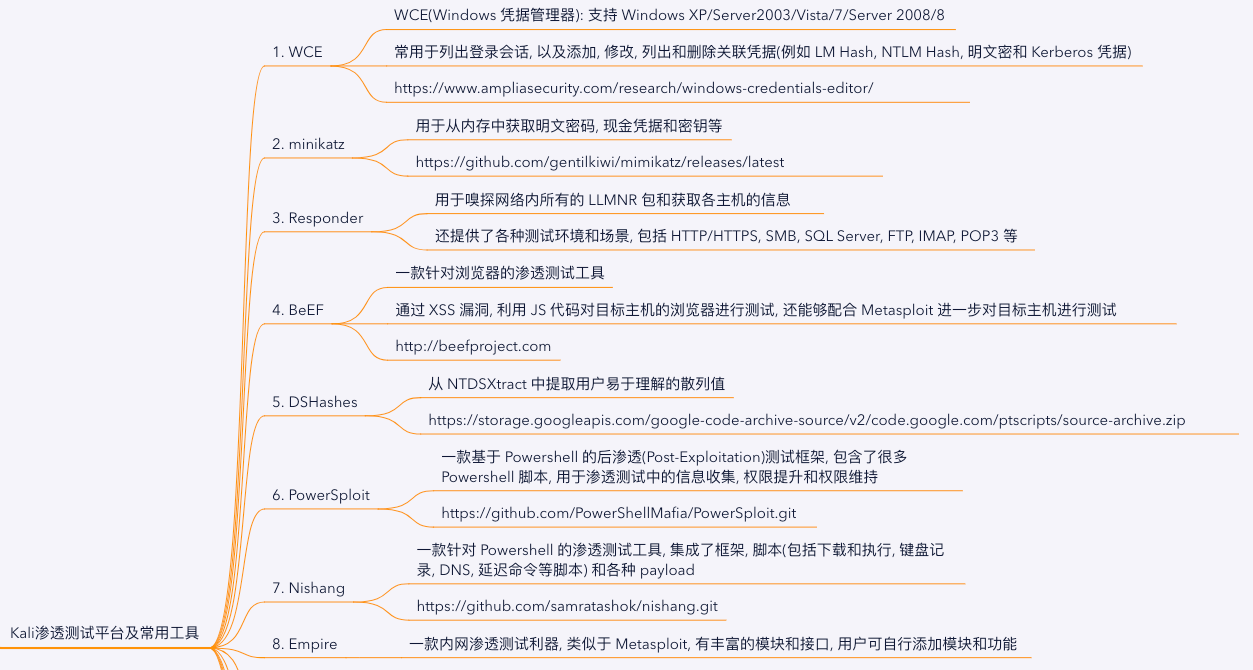 WCE(Windows 凭据管理器): 支持 Windows XP/Server2003/Vista/7/Server 2008/8
1. WCE
常用于列出登录会话, 以及添加, 修改, 列出和删除关联凭据(例如 LM Hash, NTLM Hash, 明文密和 Kerberos 凭据)
https://www.ampliasecurity.com/research/windows-credentials-editor/
用于从内存中获取明文密码, 现金凭据和密钥等
2. minikatz
https://github.com/gentilkiwi/mimikatz/releases/latest
用于嗅探网络内所有的 LLMNR 包和获取各主机的信息
3. Responder
还提供了各种测试环境和场景, 包括 HTTP/HTTPS, SMB, SQL Server, FTP, IMAP, POP3 等
一款针对浏览器的渗透测试工具
4. BeEF
通过 XSS 漏洞, 利用 JS 代码对目标主机的浏览器进行测试, 还能够配合 Metasploit 进一步对目标主机进行测试
http://beefproject.com
从 NTDSXtract 中提取用户易于理解的散列值
5. DSHashes
https://storage.googleapis.com/google-code-archive-source/v2/code.google.com/ptscripts/source-archive.zip
一款基于 Powershell 的后渗透(Post-Exploitation)测试框架, 包含了很多
Powershell 脚本, 用于渗透测试中的信息收集, 权限提升和权限维持
6. PowerSploit
https://github.com/PowerShellMafia/PowerSploit.git
一款针对 Powershell 的渗透测试工具, 集成了框架, 脚本(包括下载和执行, 键盘记
录, DNS, 延迟命令等脚本) 和各种 payload
7. Nishang
https://github.com/samratashok/nishang.git
Kali渗透测试平台及常用工具
8. Empire
一款内网渗透测试利器, 类似于 Metasploit, 有丰富的模块和接口, 用户可自行添加模块和功能